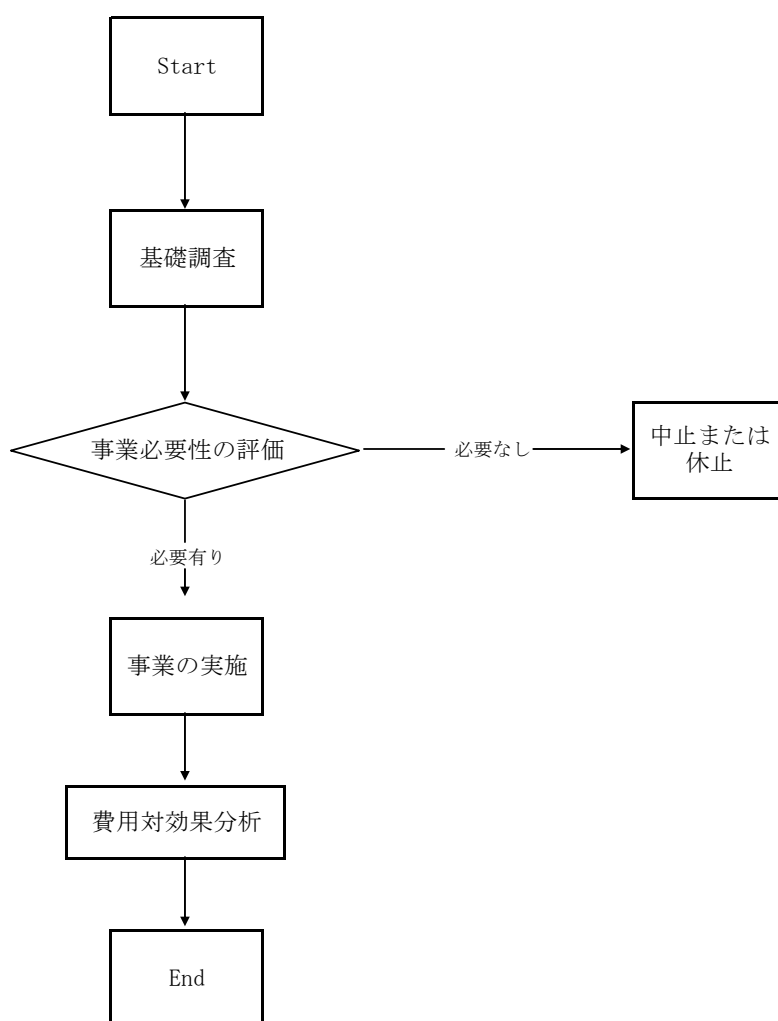 Start
基礎調査
事業必要性の評価
必要なし
中止または
休止
必要有り
事業の実施
費用対効果分析
End